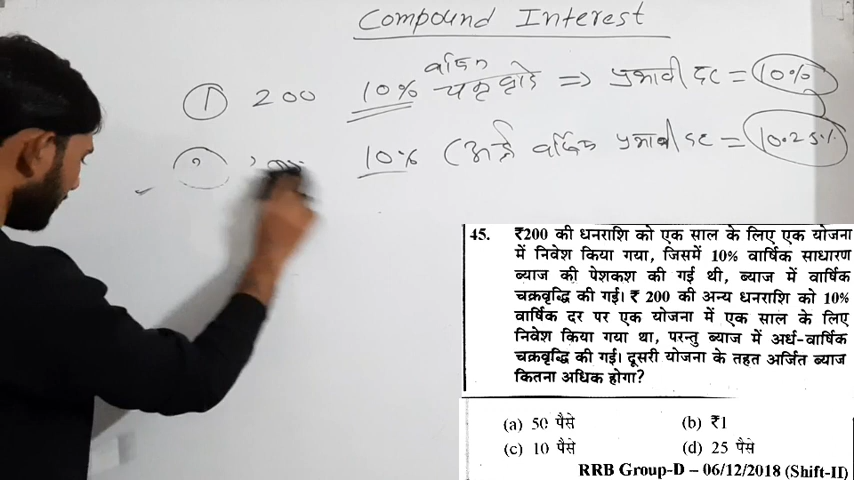 Compound Interest
① 200 10% वार्षिक चक्रवृद्धि ⇒ प्रभावी दर = 10%
10% (अर्द्ध वार्षिक प्रभावी दर = 10.25%
45. ₹200 की धनराशि को एक साल के लिए एक योजना
में निवेश किया गया, जिसमें 10% वार्षिक साधारण
ब्याज की पेशकश की गई थी, ब्याज में वार्षिक
चक्रवृद्धि की गई। ₹ 200 की अन्य धनराशि को 10%
वार्षिक दर पर एक योजना में एक साल के लिए
निवेश किया गया था, परन्तु ब्याज में अर्ध-वार्षिक
चक्रवृद्धि की गई। दूसरी योजना के तहत अर्जित ब्याज
कितना अधिक होगा?
(a) 50 पैसे (b) ₹1
(c) 10 पैसे (d) 25 पैसे
RRB Group-D – 06/12/2018 (Shift-II)